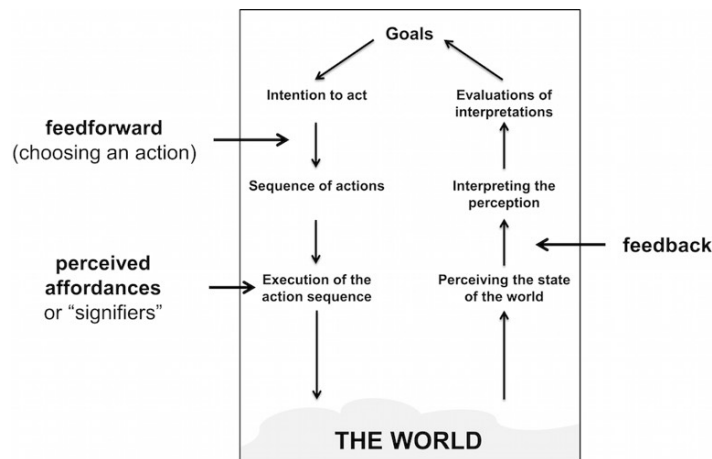 Goals
Intention to act
Evaluations of
interpretations
feedforward
(choosing an action)
Sequence of actions
Interpreting the
perception
feedback
perceived
affordances
or “signifiers”
Execution of the
action sequence
Perceiving the state
of the world
THE WORLD